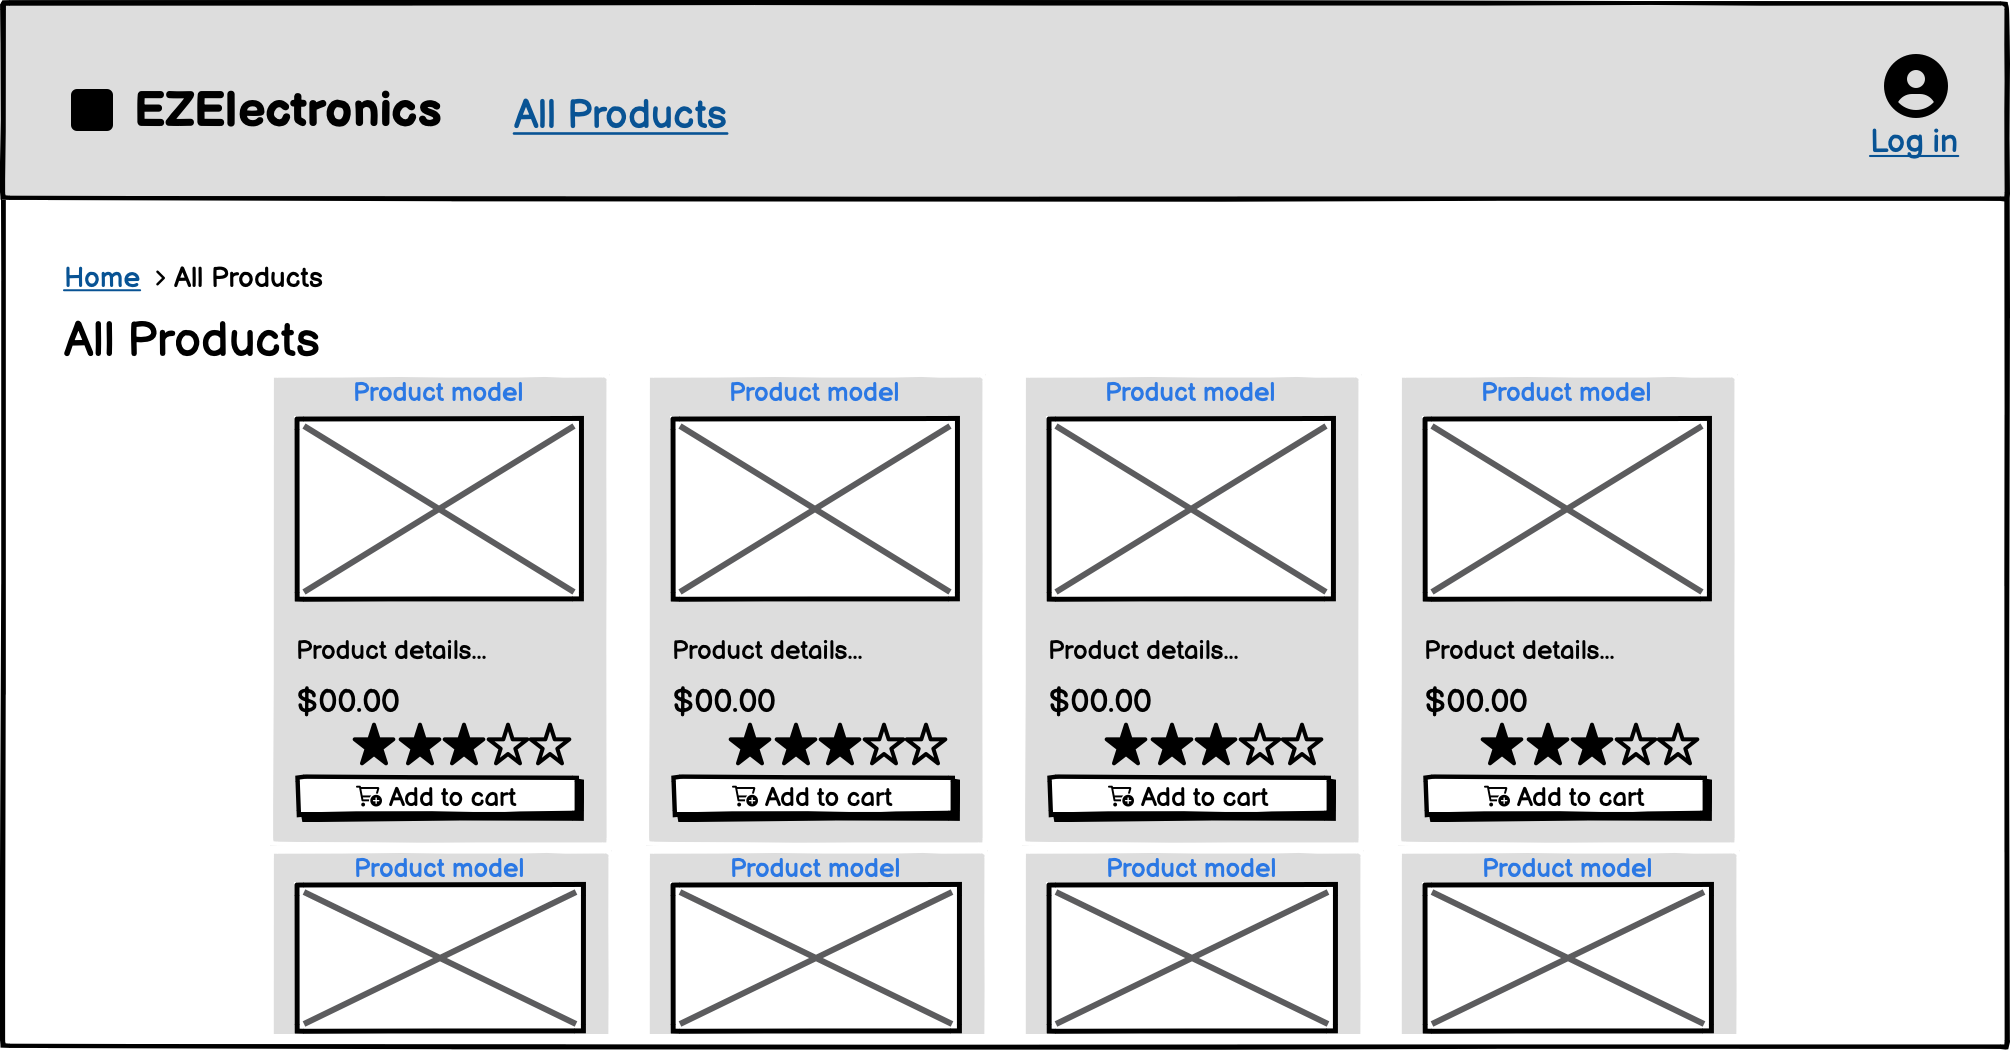 EZElectronics All Products
Log in
Home > All Products
All Products
Product model Product model Product model Product model
Product details... Product details... Product details... Product details...
$00.00 $00.00 $00.00 $00.00
Add to cart Add to cart Add to cart Add to cart
Product model Product model Product model Product model